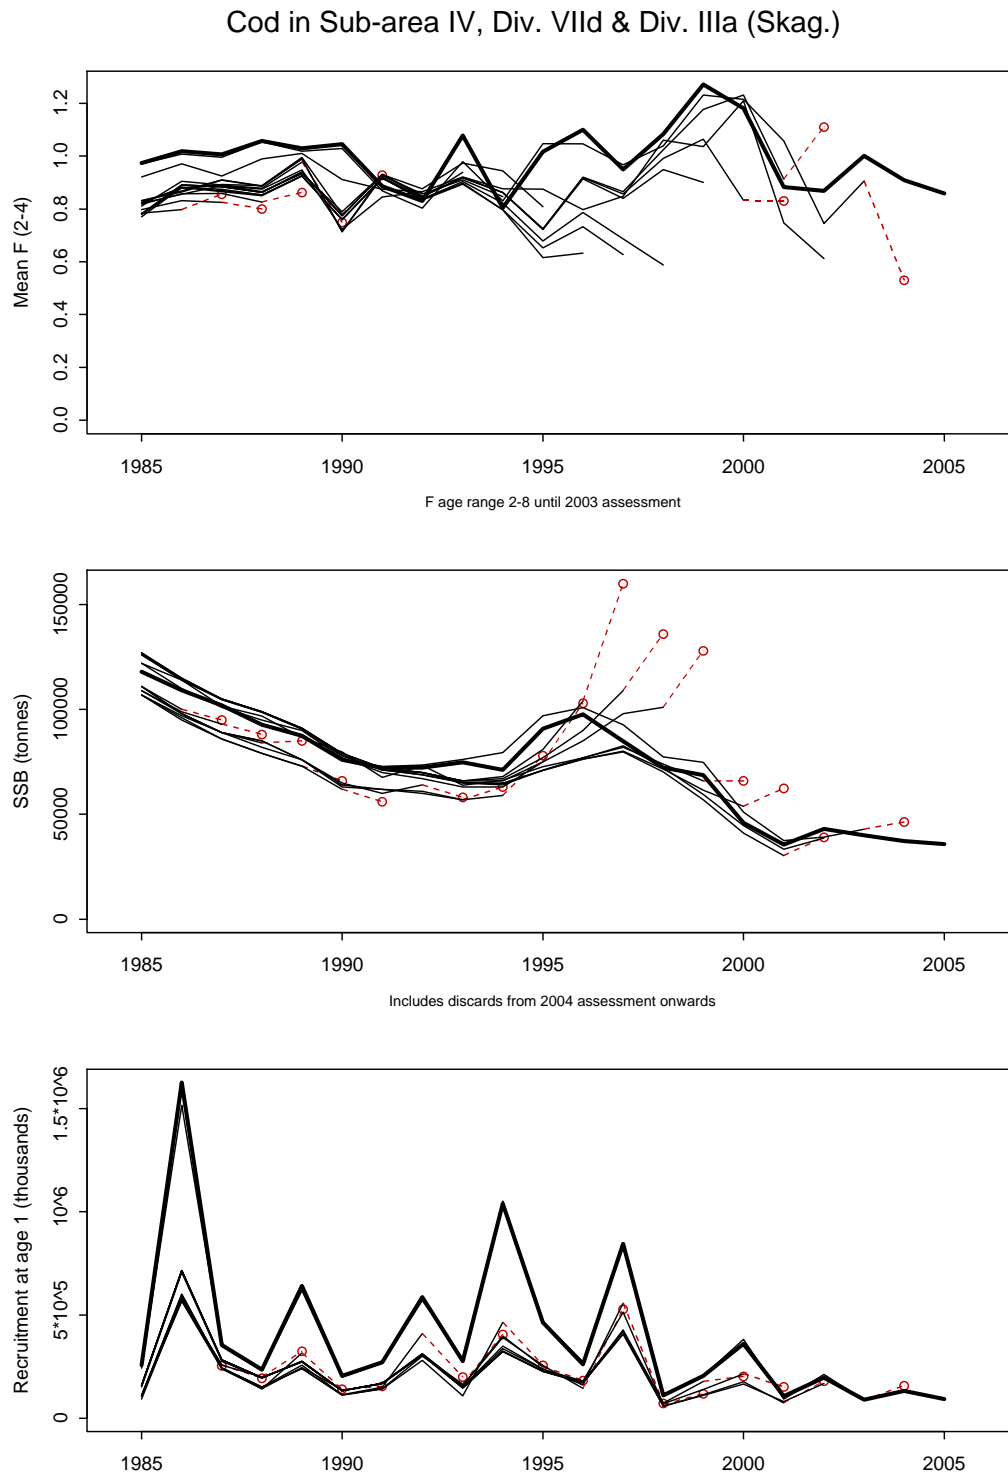 Cod in Sub-area IV, Div. VIId & Div. IIIa (Skag.)
Mean F (2-4)
0.0 0.2 0.4 0.6 0.8 1.0 1.2
1985 1990 1995 2000 2005
F age range 2-8 until 2003 assessment
SSB (tonnes)
0 50000 100000 150000
1985 1990 1995 2000 2005
Includes discards from 2004 assessment onwards
Recruitment at age 1 (thousands)
0 5*10^5 10^6 1.5*10^6
1985 1990 1995 2000 2005